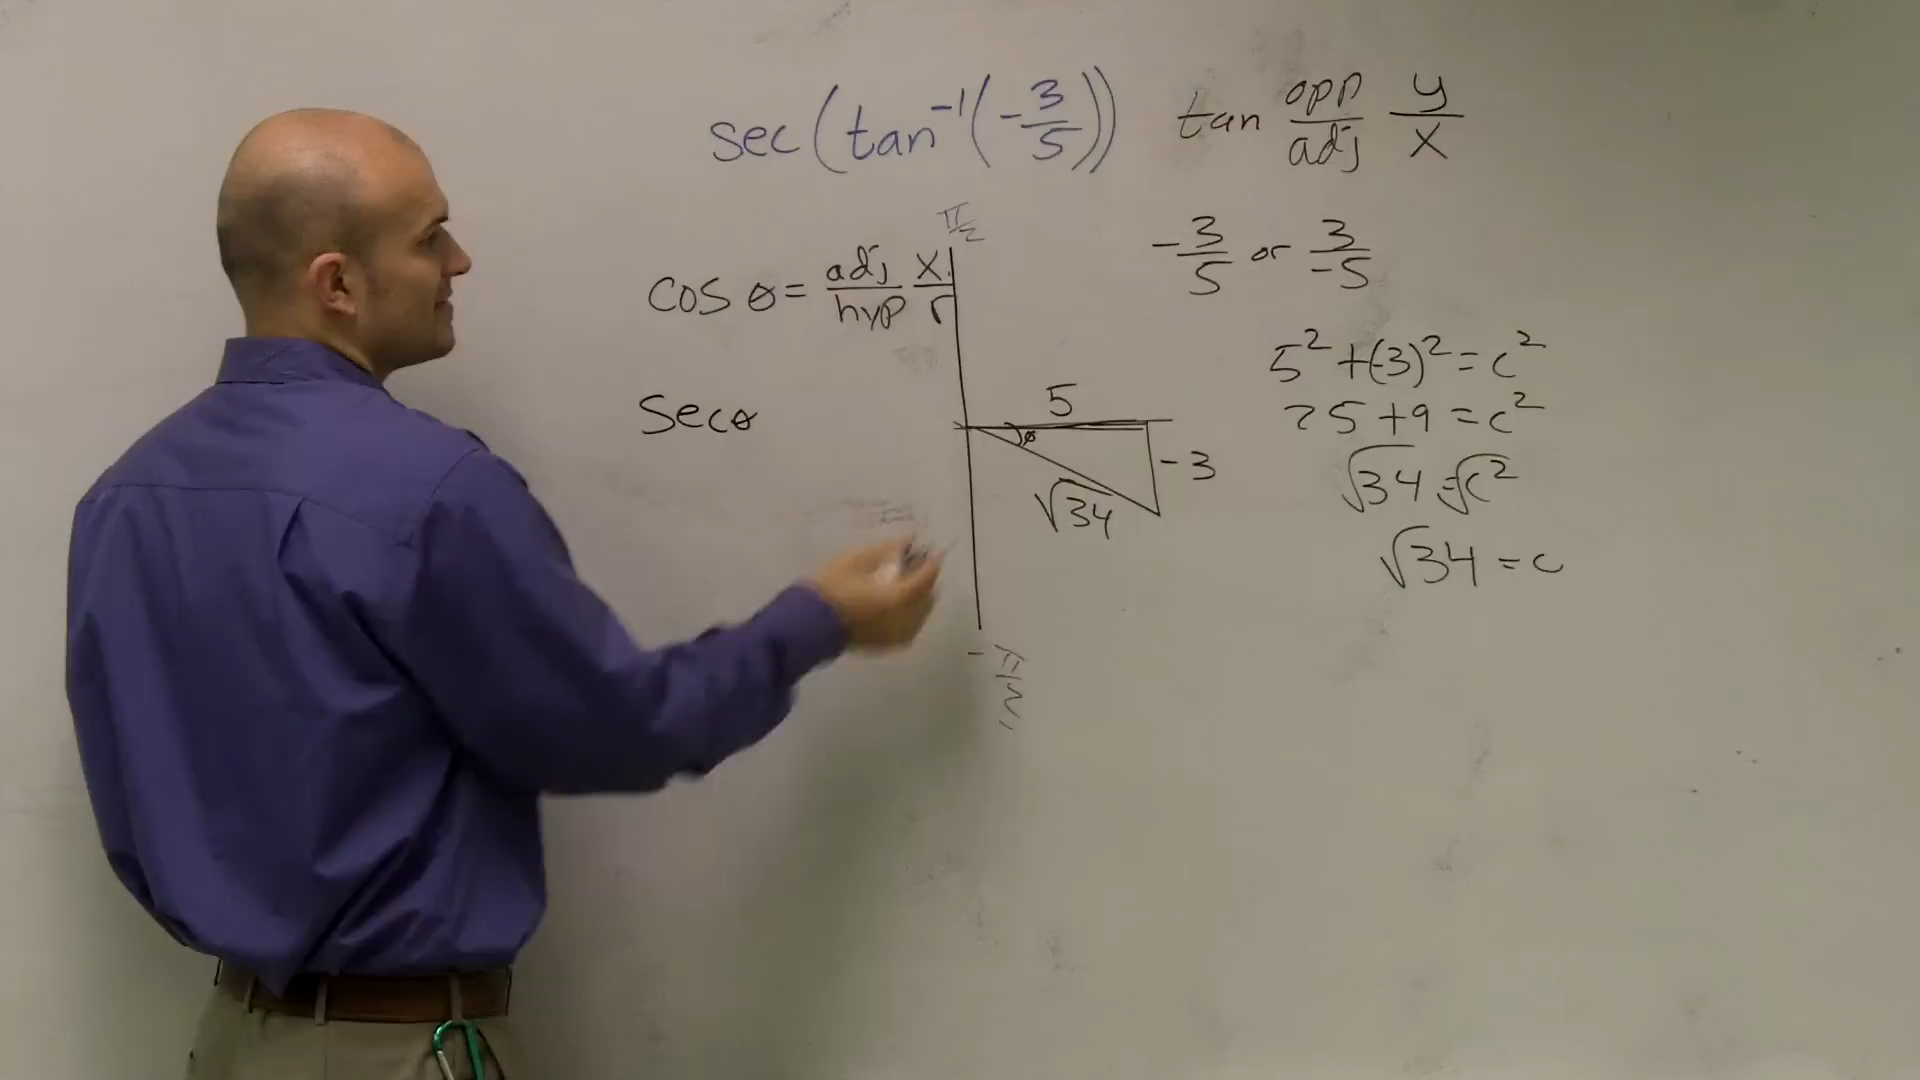 sec(tan⁻¹(-3/5)) tan opp/adj y/x
π/2
-3/5 or 3/-5
cos θ = adj/hyp x/r
5² + (-3)² = c²
5
secθ
25 + 9 = c²
θ
-3
√34 = √c²
√34
√34 = c
-π/2